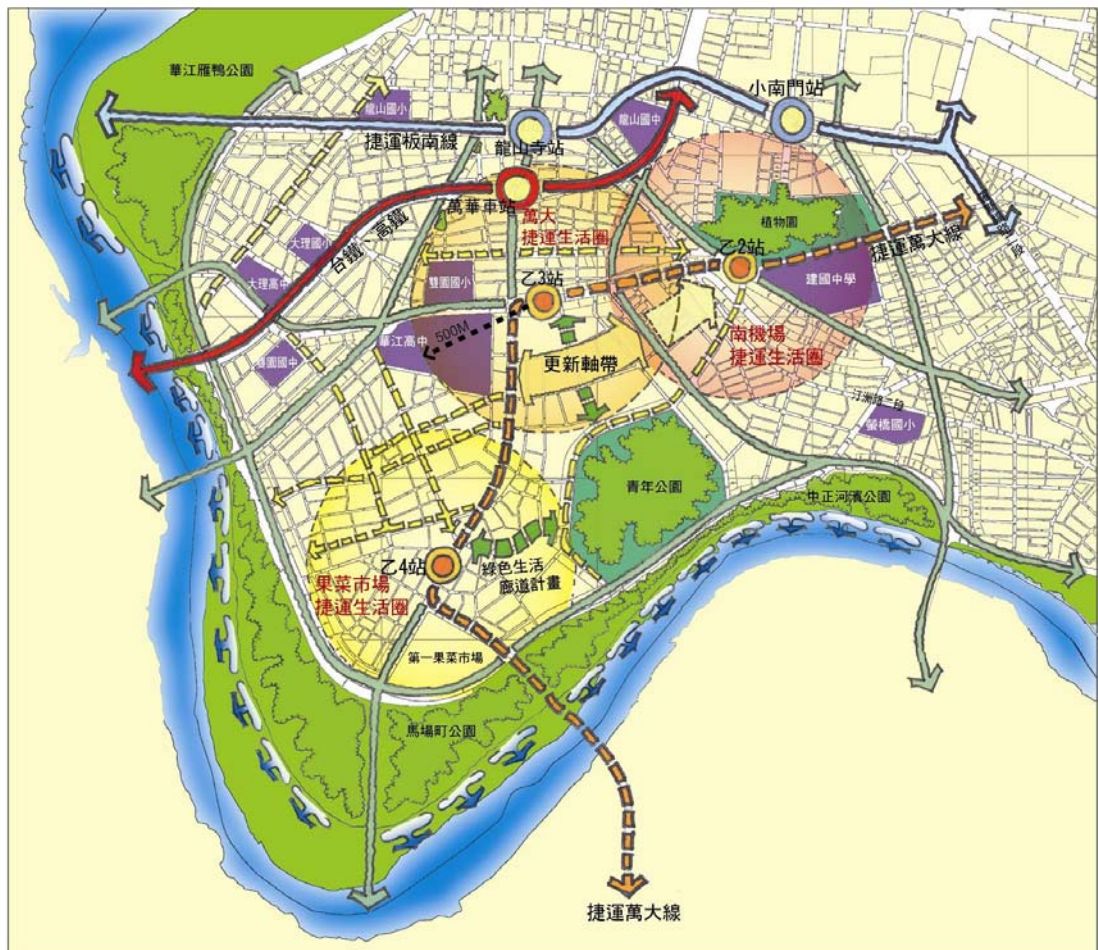 華江雁鴨公園
小南門站
龍山國小
龍山國中
捷運板南線
龍山寺站
萬華車站
萬大
捷運生活圈
植物園
捷運萬大線
大理國小
台鐵、高鐵
乙2站
大理高中
雙園國小
乙3站
建國中學
500M
華江高中
南機場
捷運生活圈
更新軸帶
雙園國中
汀洲路二段
螢橋國小
青年公園
中正河濱公園
乙4站
綠色生活
廊道計畫
果菜市場
捷運生活圈
第一果菜市場
馬場町公園
捷運萬大線